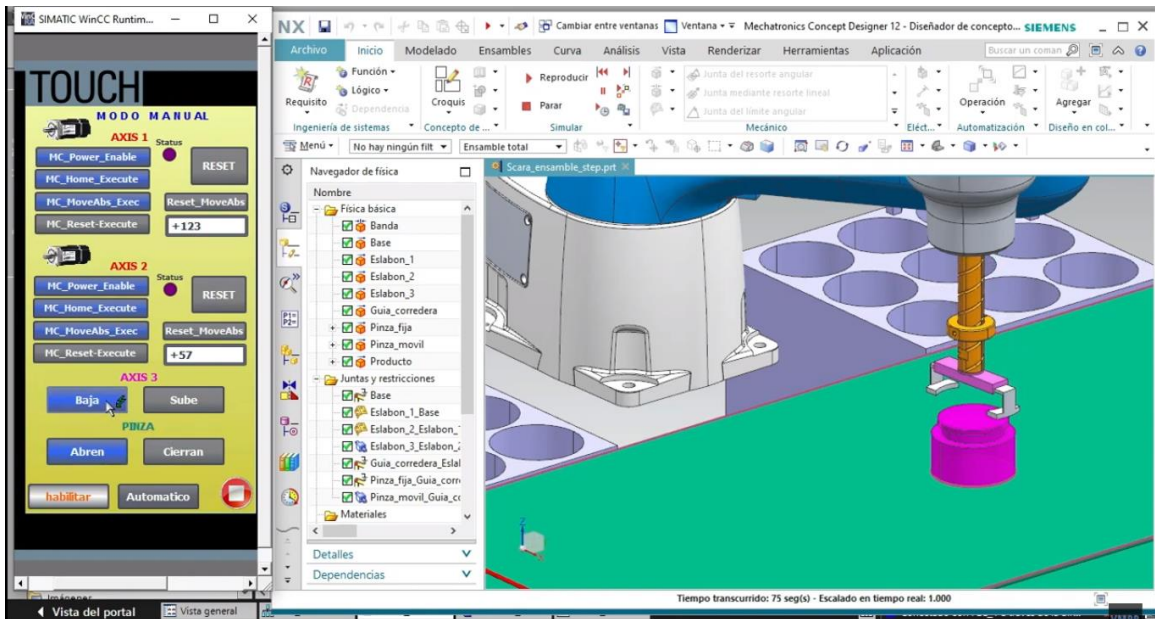 SIMATIC WinCC Runtim...
TOUCH
MODO MANUAL
AXIS 1
Status
MC_Power_Enable
RESET
MC_Home_Execute
MC_MoveAbs_Exec
Reset_MoveAbs
MC_Reset-Execute
+123
AXIS 2
Status
MC_Power_Enable
RESET
MC_Home_Execute
MC_MoveAbs_Exec
Reset_MoveAbs
MC_Reset-Execute
+57
AXIS 3
Baja
Sube
PINZA
Abren
Cierran
habilitar
Automatico
Vista del portal
Vista general
NX
Cambiar entre ventanas
Ventana
Mechatronics Concept Designer 12 - Diseñador de concepto...
SIEMENS
Archivo Inicio Modelado Ensambles Curva Análisis Vista Renderizar Herramientas Aplicación
Buscar un coman
Requisito
Función
Lógico
Dependencia
Ingeniería de sistemas
Croquis
Concepto de ...
Reproducir
Parar
Simular
Junta del resorte angular
Junta mediante resorte lineal
Junta del límite angular
Mecánico
Eléct...
Operación
Automatización
Agregar
Diseño en col...
Menú
No hay ningún filt
Ensamble total
Navegador de física
Nombre
Física básica
Banda
Base
Eslabon_1
Eslabon_2
Eslabon_3
Guia_corredera
Pinza_fija
Pinza_movil
Producto
Juntas y restricciones
Base
Eslabon_1_Base
Eslabon_2_Eslabon_
Eslabon_3_Eslabon_2
Guia_corredera_Eslal
Pinza_fija_Guia_corre
Pinza_movil_Guia_co
Materiales
Detalles
Dependencias
Scara_ensamble_step.prt
P1=
P2=
Z
Tiempo transcurrido: 75 seg(s) - Escalado en tiempo real: 1.000